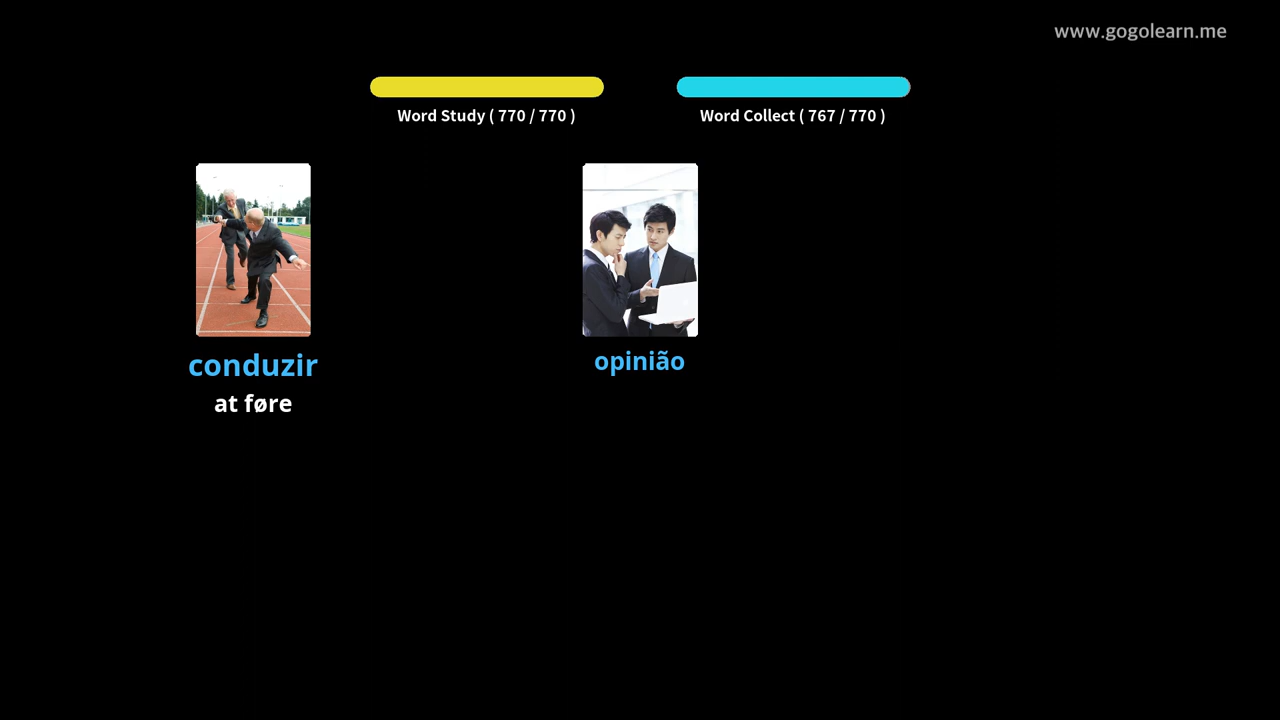 www.gogolearn.me
Word Study ( 770 / 770 )
Word Collect ( 767 / 770 )
conduzir
at føre
opinião